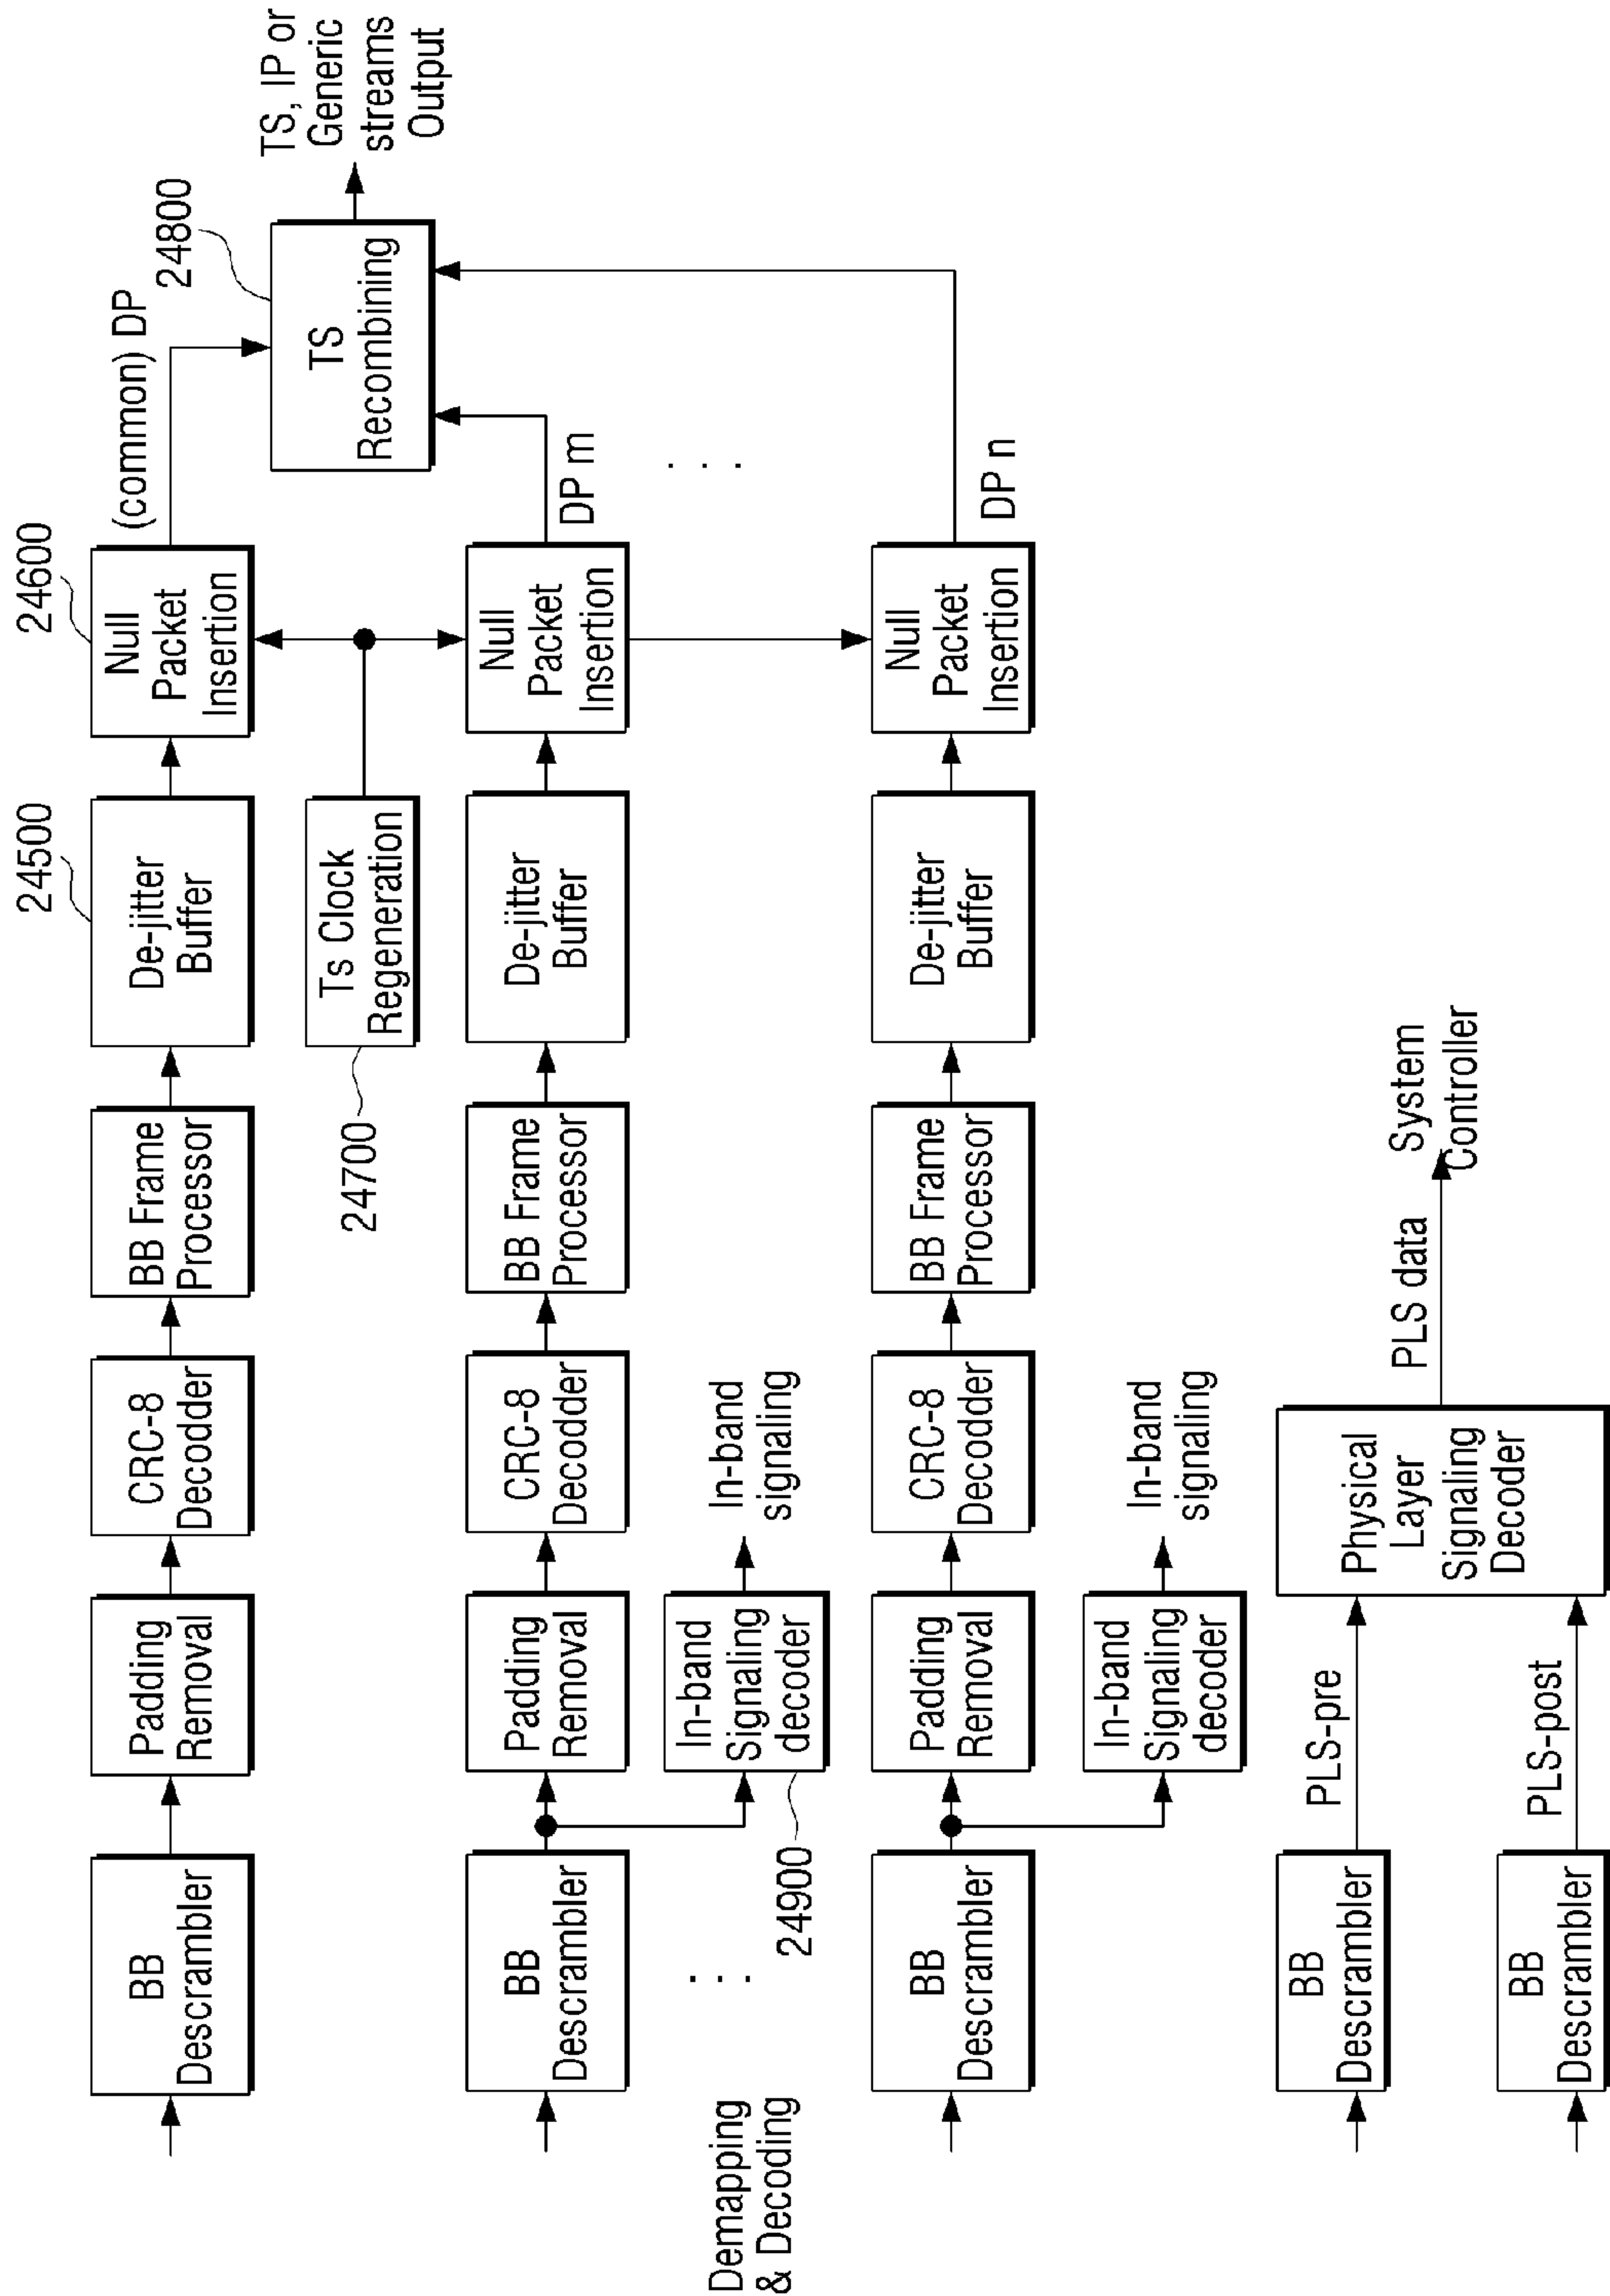 24500
24600
BB
Descrambler
Padding
Removal
CRC-8
Decodder
BB Frame
Processor
De-jitter
Buffer
Null
Packet
Insertion
(common) DP
24800
TS
Recombining
TS, IP or
Generic
streams
Output
24700
Ts Clock
Regeneration
BB
Descrambler
Padding
Removal
CRC-8
Decodder
BB Frame
Processor
De-jitter
Buffer
Null
Packet
Insertion
DP m
In-band
Signaling
decoder
In-band
signaling
24900
. . .
. . .
Demapping
& Decoding
BB
Descrambler
Padding
Removal
CRC-8
Decodder
BB Frame
Processor
De-jitter
Buffer
Null
Packet
Insertion
DP n
In-band
Signaling
decoder
In-band
signaling
BB
Descrambler
PLS-pre
Physical
Layer
Signaling
Decoder
PLS data
System
Controller
BB
Descrambler
PLS-post